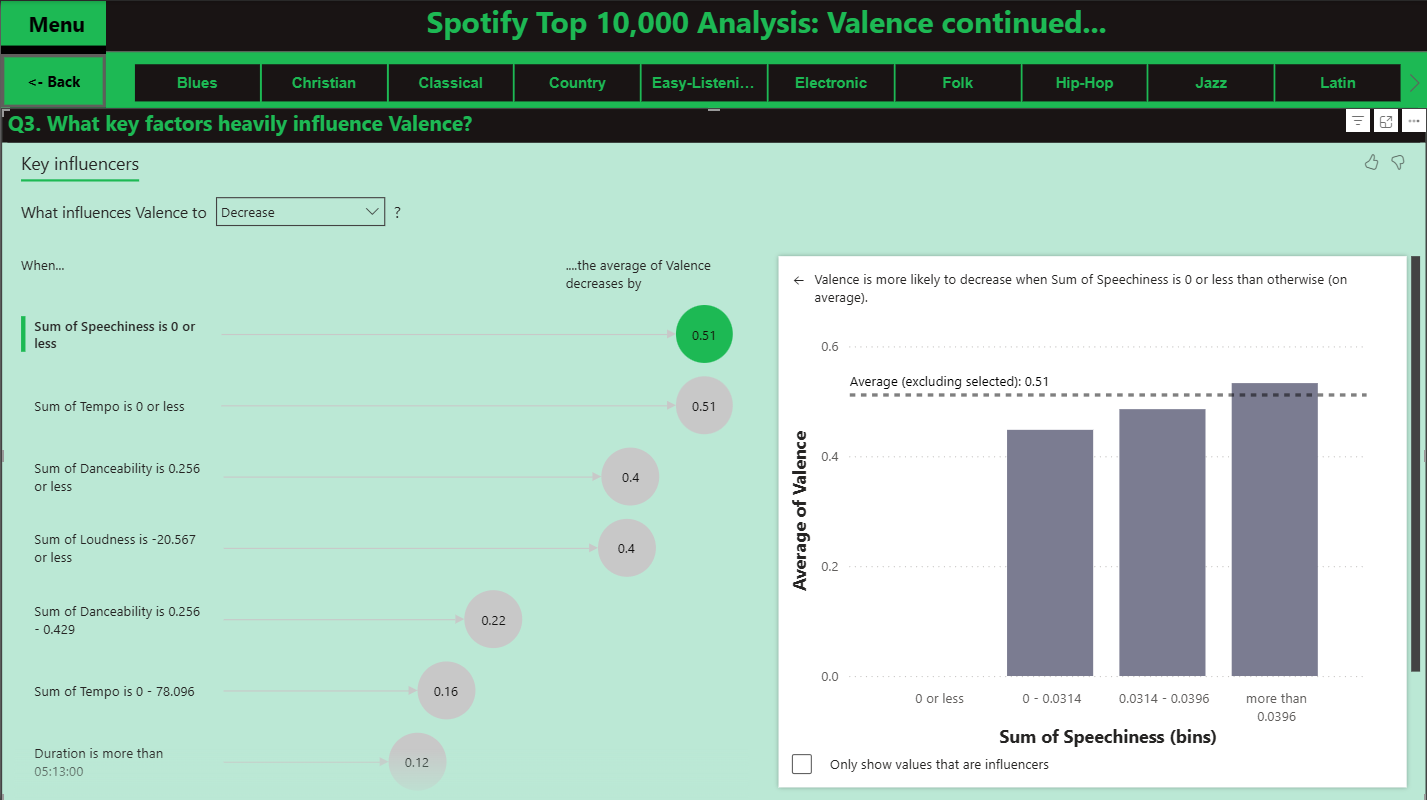 Menu
Spotify Top 10,000 Analysis: Valence continued...
<- Back
Blues
Christian
Classical
Country
Easy-Listeni...
Electronic
Folk
Hip-Hop
Jazz
Latin
Q3. What key factors heavily influence Valence?
Key influencers
What influences Valence to
Decrease
?
When...
....the average of Valence
decreases by
Sum of Speechiness is 0 or
less
0.51
Sum of Tempo is 0 or less
0.51
Sum of Danceability is 0.256
or less
0.4
Sum of Loudness is -20.567
or less
0.4
Sum of Danceability is 0.256
- 0.429
0.22
Sum of Tempo is 0 - 78.096
0.16
Duration is more than
05:13:00
0.12
Valence is more likely to decrease when Sum of Speechiness is 0 or less than otherwise (on
average).
0.6
Average (excluding selected): 0.51
0.4
0.2
0.0
Average of Valence
0 or less
0 - 0.0314
0.0314 - 0.0396
more than
0.0396
Sum of Speechiness (bins)
Only show values that are influencers